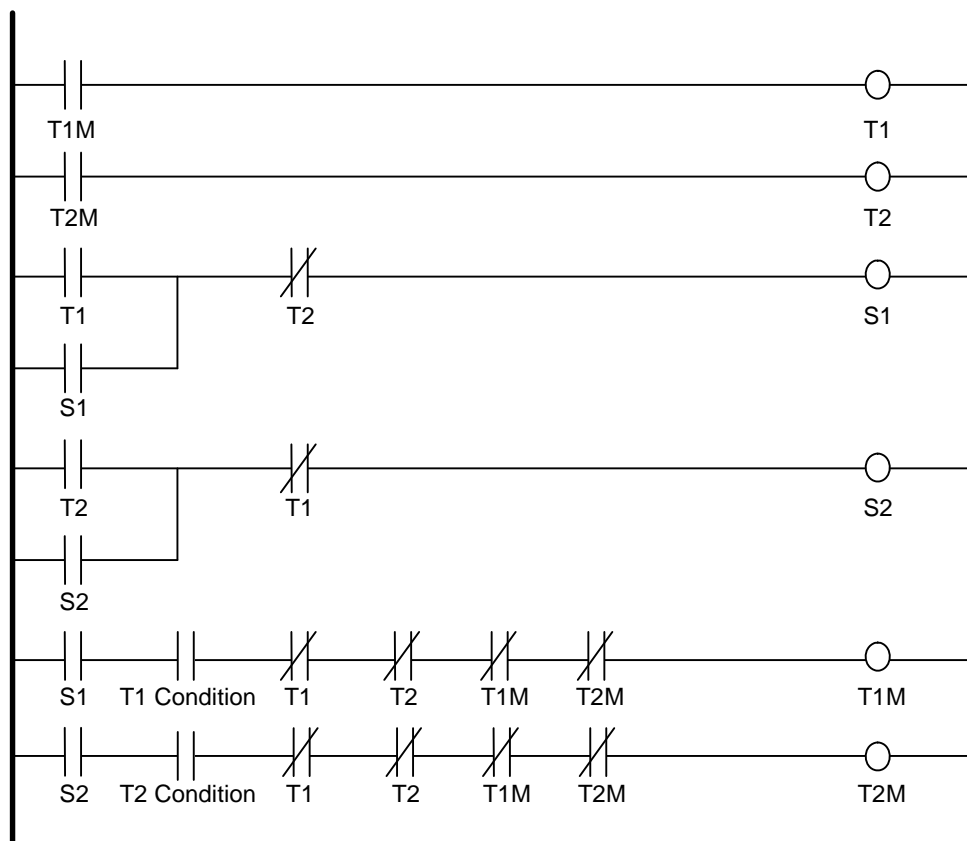 T1M T1
T2M T2
T1 T2 S1
S1
T2 T1 S2
S2
S1 T1 Condition T1 T2 T1M T2M T1M
S2 T2 Condition T1 T2 T1M T2M T2M